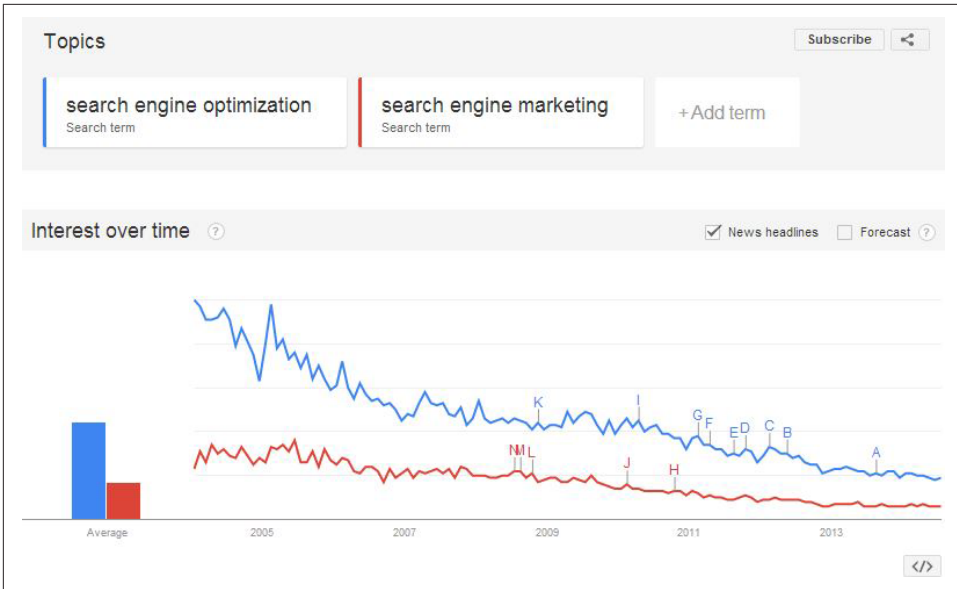 Topics
Subscribe
search engine optimization
Search term
search engine marketing
Search term
+Add term
Interest over time ?
News headlines
Forecast ?
K
I
G
F
E
D
C
B
A
N
M
L
J
H
Average
2005
2007
2009
2011
2013
</>